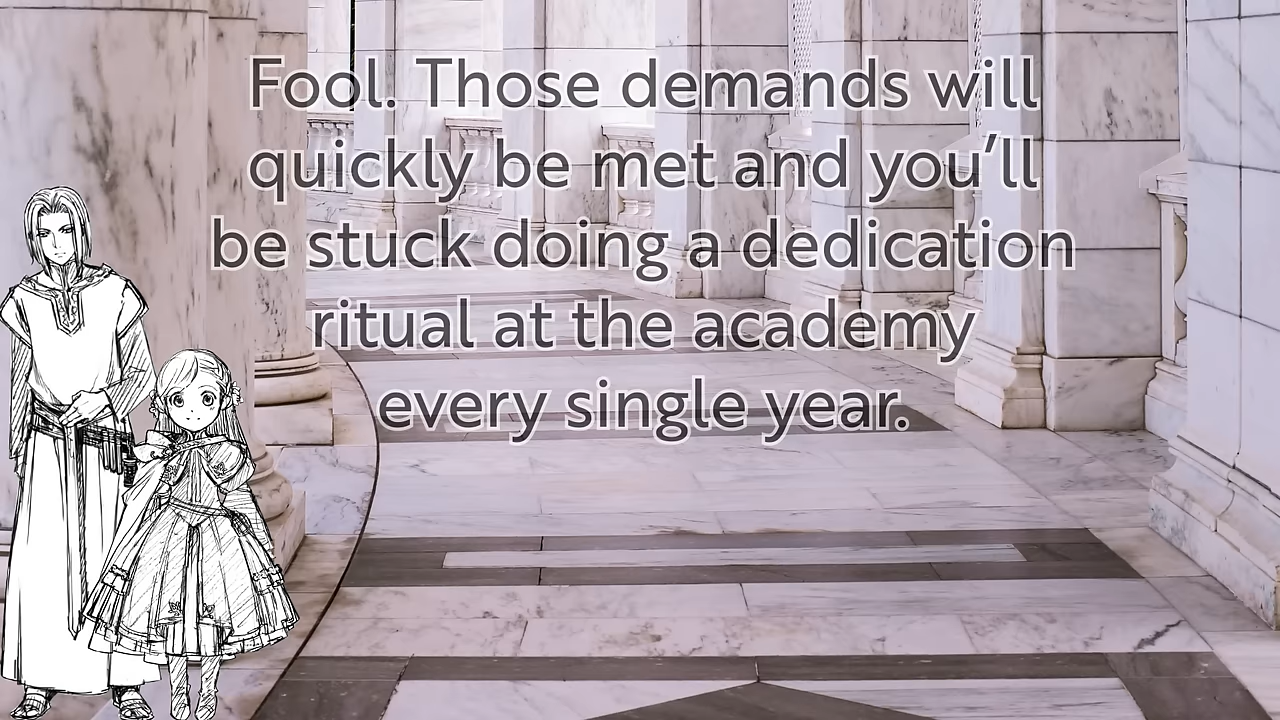 Fool. Those demands will
quickly be met and you’ll
be stuck doing a dedication
ritual at the academy
every single year.